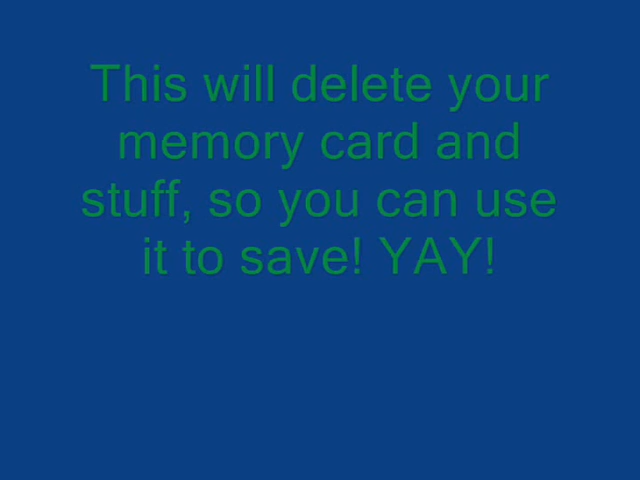 This will delete your
memory card and
stuff, so you can use
it to save! YAY!